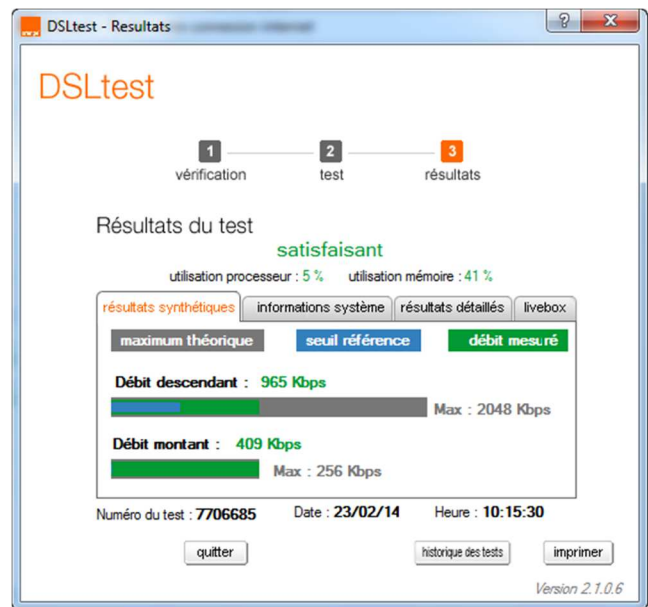 DSLtest - Resultats
DSLtest
1 2 3
vérification test résultats
Résultats du test
satisfaisant
utilisation processeur : 5 % utilisation mémoire : 41 %
résultats synthétiques informations système résultats détaillés livebox
maximum théorique seuil référence débit mesuré
Débit descendant : 965 Kbps
Max : 2048 Kbps
Débit montant : 409 Kbps
Max : 256 Kbps
Numéro du test : 7706685 Date : 23/02/14 Heure : 10:15:30
quitter historique des tests imprimer
Version 2.1.0.6